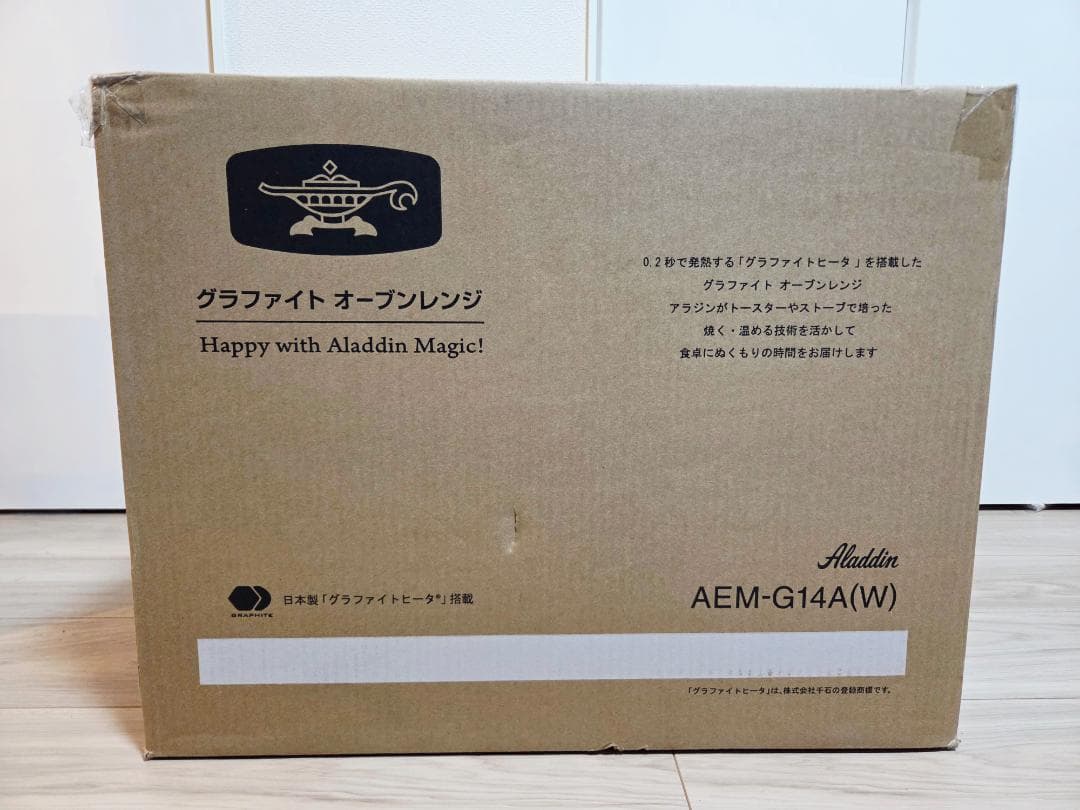 グラファイト オーブンレンジ
Happy with Aladdin Magic!
0.2秒で発熱する「グラファイトヒータ」を搭載した
グラファイト オーブンレンジ
アラジンがトースターやストーブで培った
焼く・温める技術を活かして
食卓にぬくもりの時間をお届けします
GRAPHITE
日本製「グラファイトヒータ®」搭載
Aladdin
AEM-G14A(W)
「グラファイトヒータ」は、株式会社千石の登録商標です。